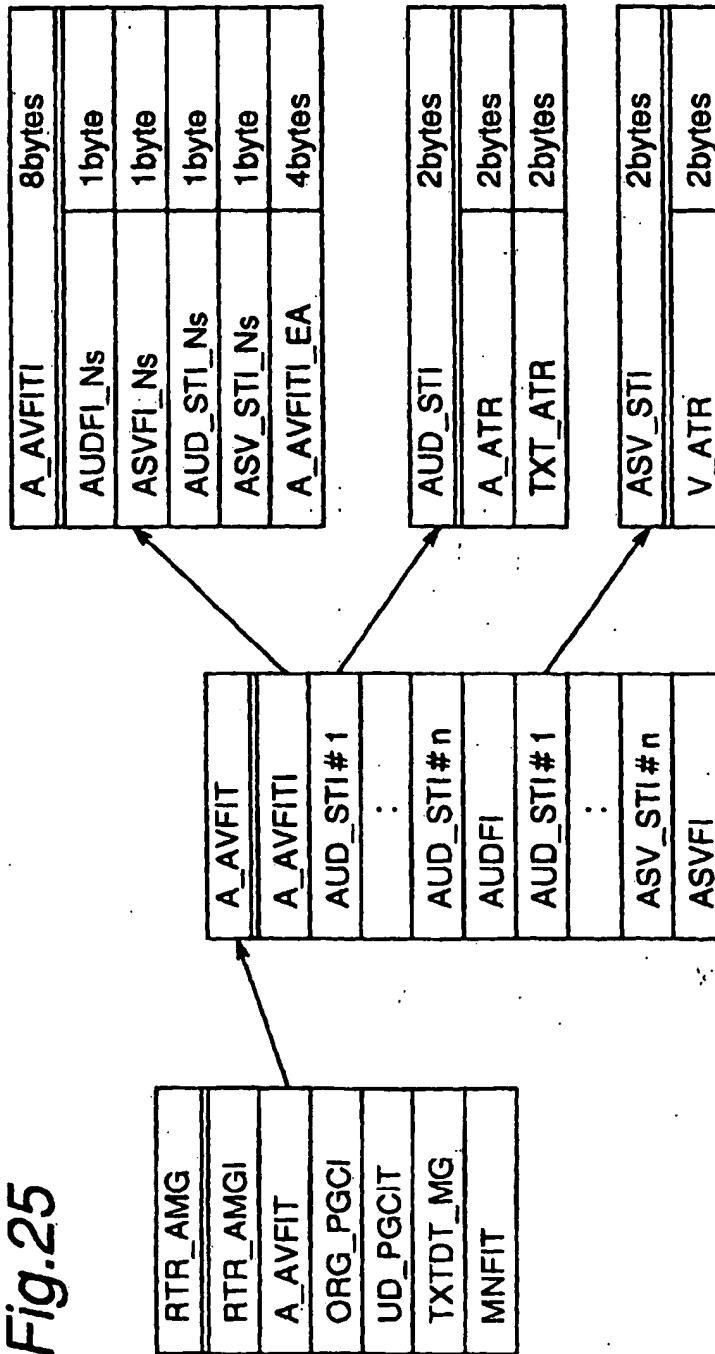 Fig.25
RTR_AMG
RTR_AMGI
A_AVFIT
ORG_PGCI
UD_PGCIT
TXTDT_MG
MNFIT
A_AVFIT
A_AVFITI
AUD_STI#1
:
AUD_STI#n
AUDFI
AUD_STI#1
:
ASV_STI#n
ASVFI
A_AVFITI 8bytes
AUDFI_Ns 1byte
ASVFI_Ns 1byte
AUD_STI_Ns 1byte
ASV_STI_Ns 1byte
A_AVFITI_EA 4bytes
AUD_STI 2bytes
A_ATR 2bytes
TXT_ATR 2bytes
ASV_STI 2bytes
V_ATR 2bytes